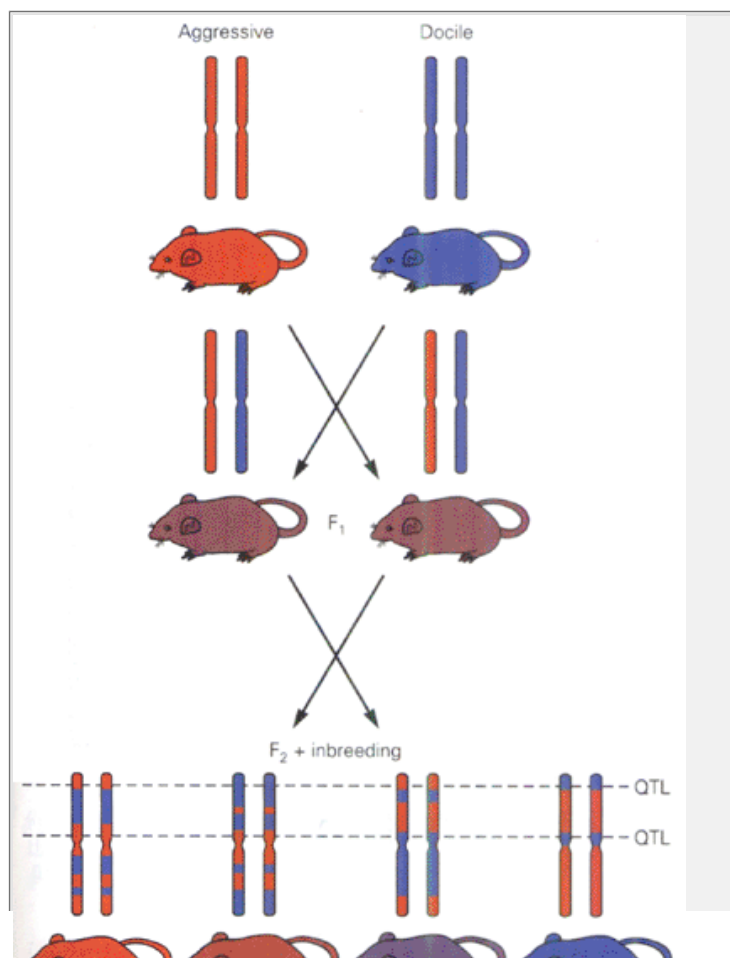 Aggressive
Docile
F₁
F₂ + inbreeding
QTL
QTL